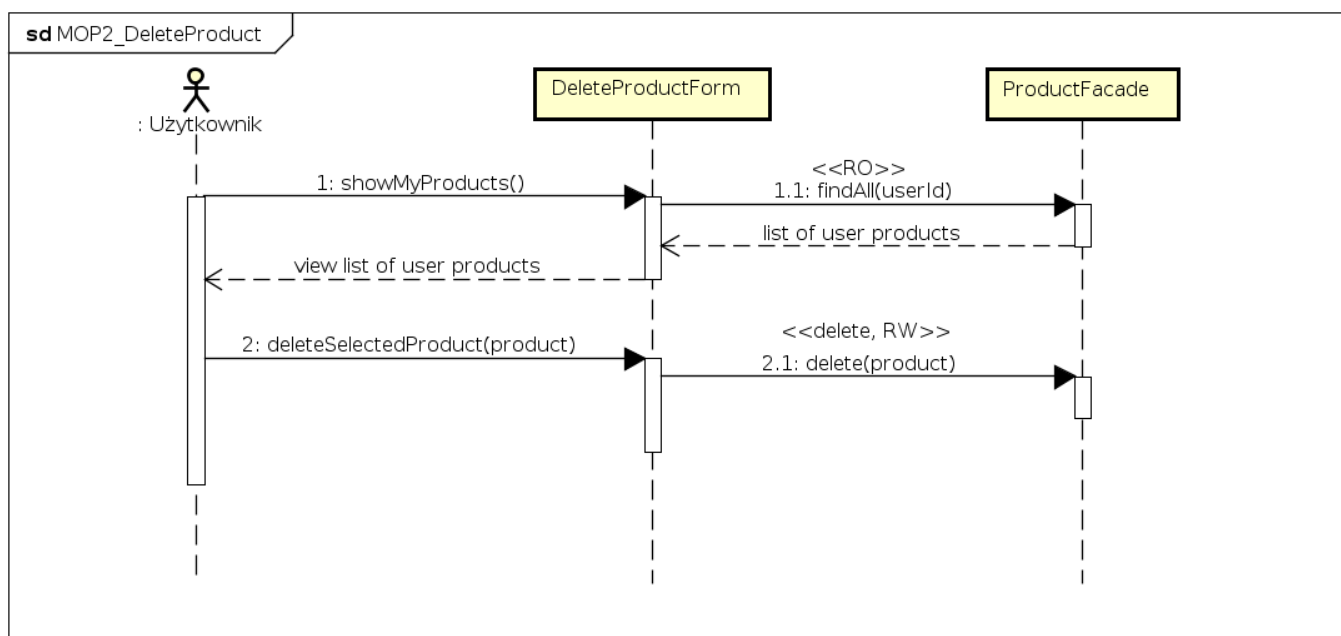 sd MOP2_DeleteProduct
: Użytkownik
DeleteProductForm
ProductFacade
1: showMyProducts()
<<RO>>
1.1: findAll(userId)
list of user products
view list of user products
2: deleteSelectedProduct(product)
<<delete, RW>>
2.1: delete(product)